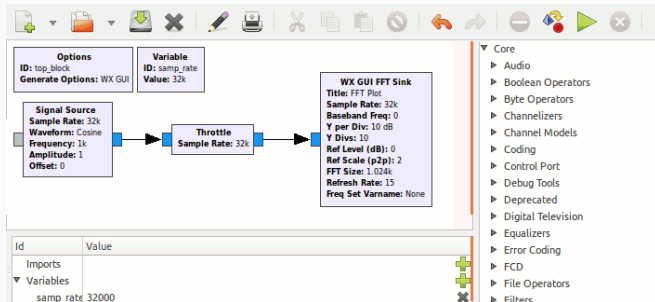 Options
ID: top_block
Generate Options: WX GUI
Variable
ID: samp_rate
Value: 32k
Signal Source
Sample Rate: 32k
Waveform: Cosine
Frequency: 1k
Amplitude: 1
Offset: 0
Throttle
Sample Rate: 32k
WX GUI FFT Sink
Title: FFT Plot
Sample Rate: 32k
Baseband Freq: 0
Y per Div: 10 dB
Y Divs: 10
Ref Level (dB): 0
Ref Scale (p2p): 2
FFT Size: 1.024k
Refresh Rate: 15
Freq Set Varname: None
Core
Audio
Boolean Operators
Byte Operators
Channelizers
Channel Models
Coding
Control Port
Debug Tools
Deprecated
Digital Television
Equalizers
Error Coding
FCD
File Operators
Filters
Id Value
Imports
Variables
samp_rate 32000